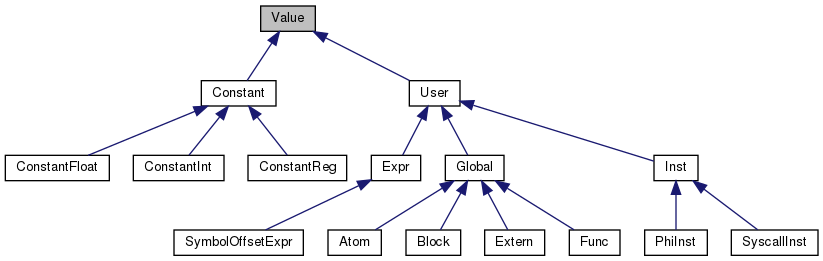 Value
Constant
User
ConstantFloat
ConstantInt
ConstantReg
Expr
Global
Inst
SymbolOffsetExpr
Atom
Block
Extern
Func
PhiInst
SyscallInst